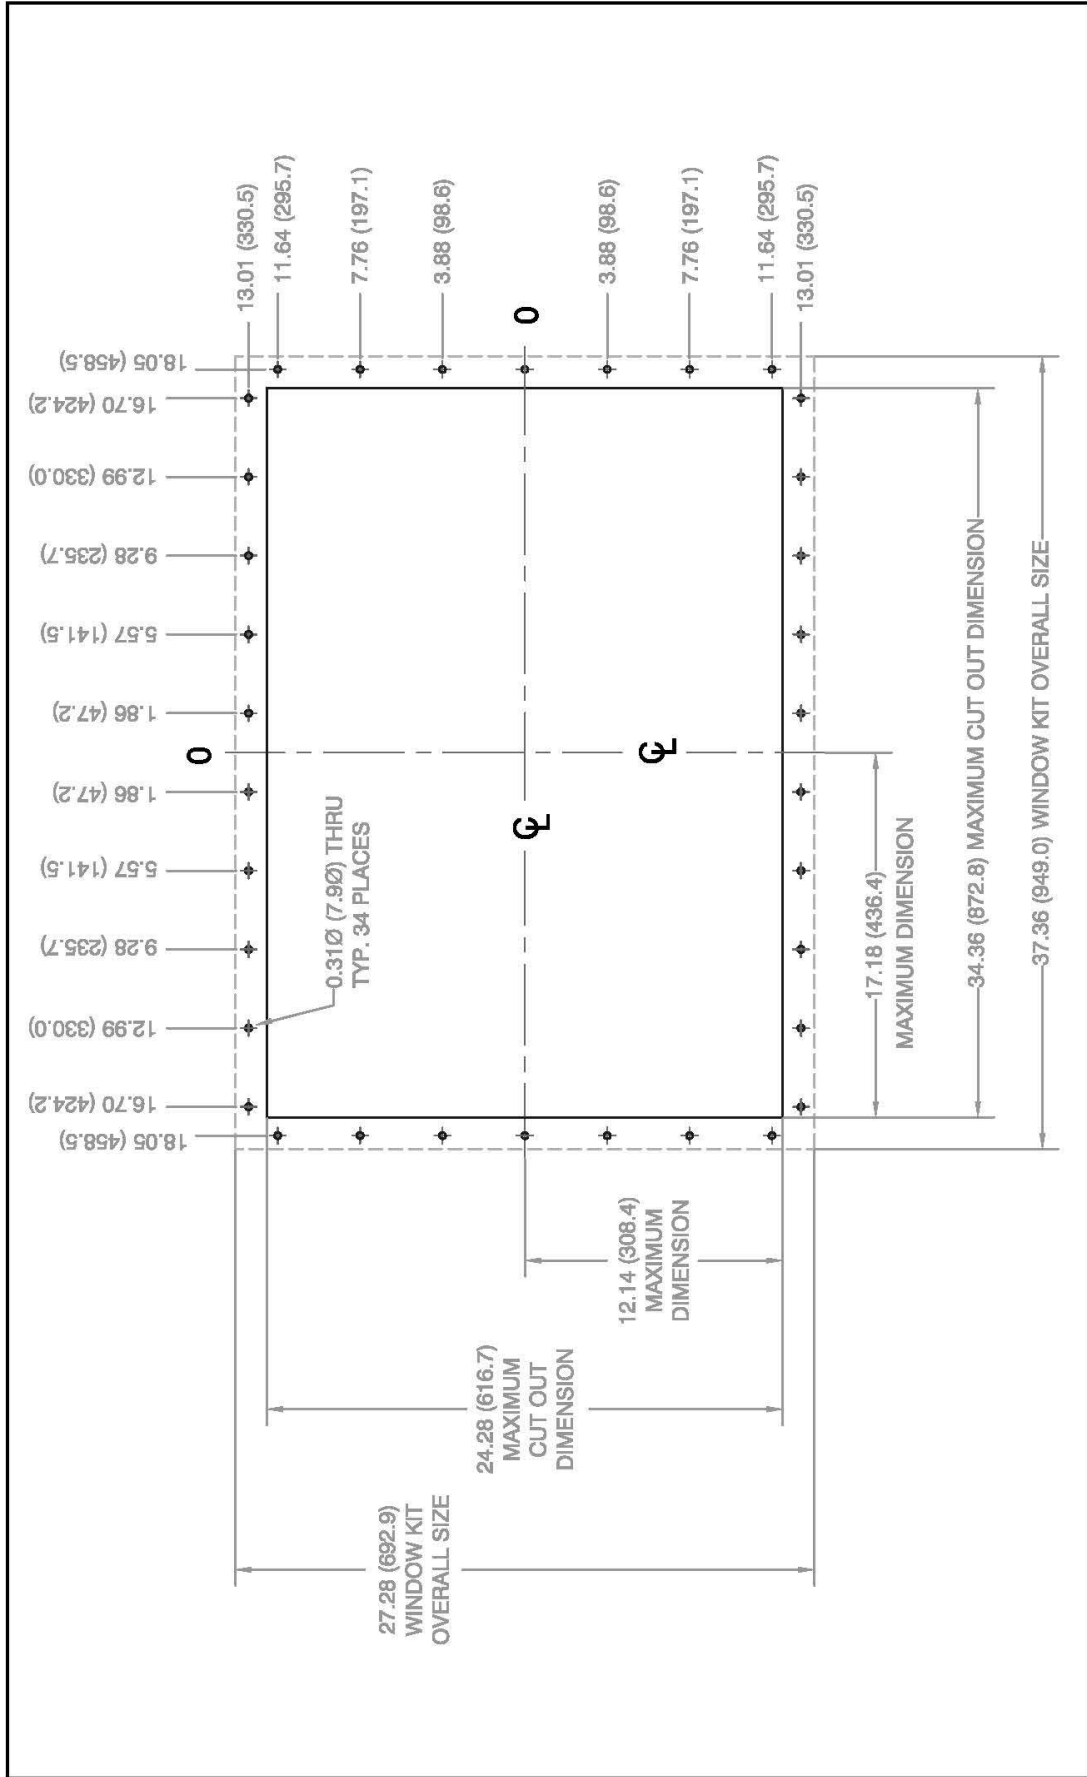 18.05 (458.5)
16.70 (424.2)
12.99 (330.0)
9.28 (235.7)
5.57 (141.5)
1.86 (47.2)
0
1.86 (47.2)
5.57 (141.5)
9.28 (235.7)
12.99 (330.0)
16.70 (424.2)
18.05 (458.5)
13.01 (330.5)
11.64 (295.7)
7.76 (197.1)
3.88 (98.6)
0
3.88 (98.6)
7.76 (197.1)
11.64 (295.7)
13.01 (330.5)
0.31Ø (7.9Ø) THRU
TYP. 34 PLACES
CL
CL
17.18 (436.4)
MAXIMUM DIMENSION
34.36 (872.8) MAXIMUM CUT OUT DIMENSION
37.36 (949.0) WINDOW KIT OVERALL SIZE
12.14 (308.4)
MAXIMUM
DIMENSION
24.28 (616.7)
MAXIMUM
CUT OUT
DIMENSION
27.28 (692.9)
WINDOW KIT
OVERALL SIZE